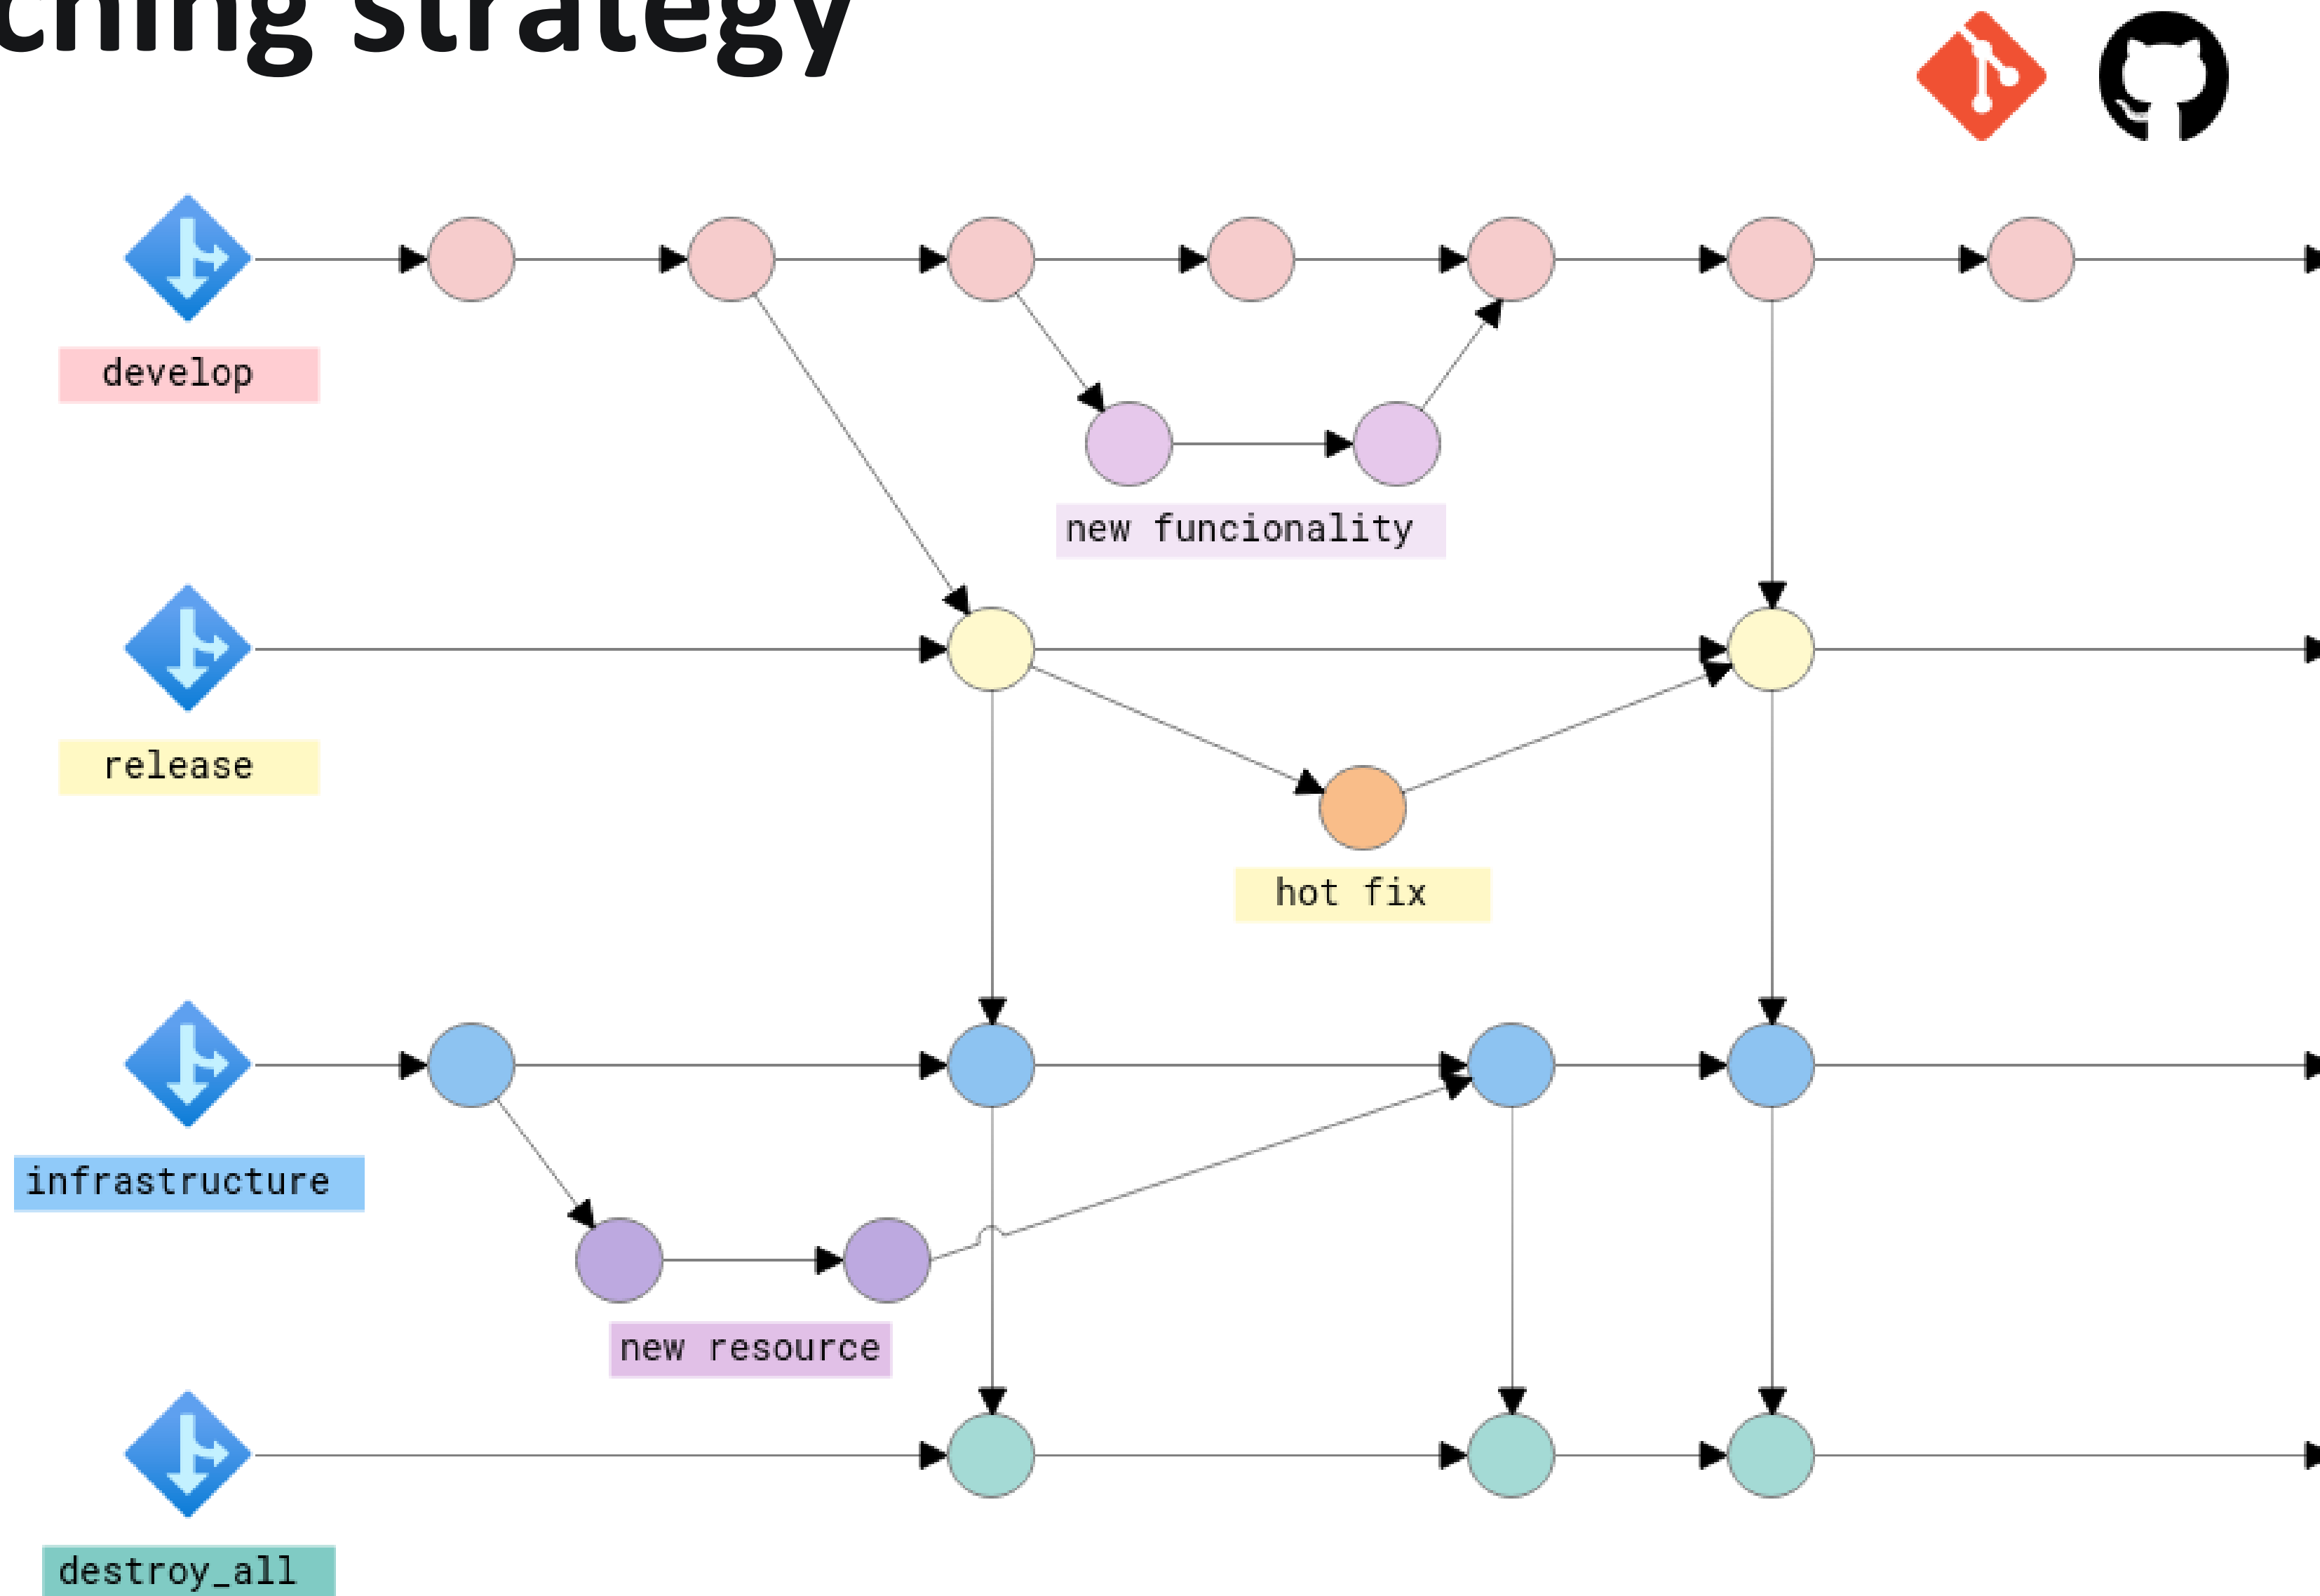 ching strategy
develop
new funcionality
release
hot fix
infrastructure
new resource
destroy_all